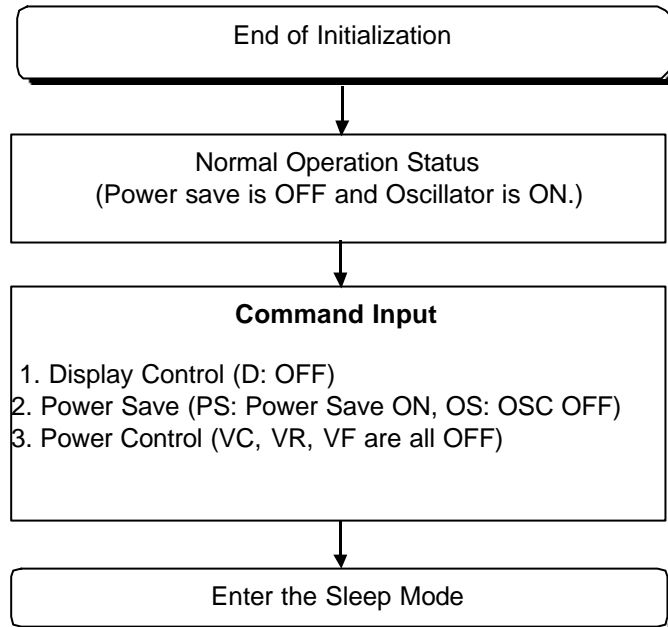 End of Initialization
Normal Operation Status
(Power save is OFF and Oscillator is ON.)
Command Input
1. Display Control (D: OFF)
2. Power Save (PS: Power Save ON, OS: OSC OFF)
3. Power Control (VC, VR, VF are all OFF)
Enter the Sleep Mode